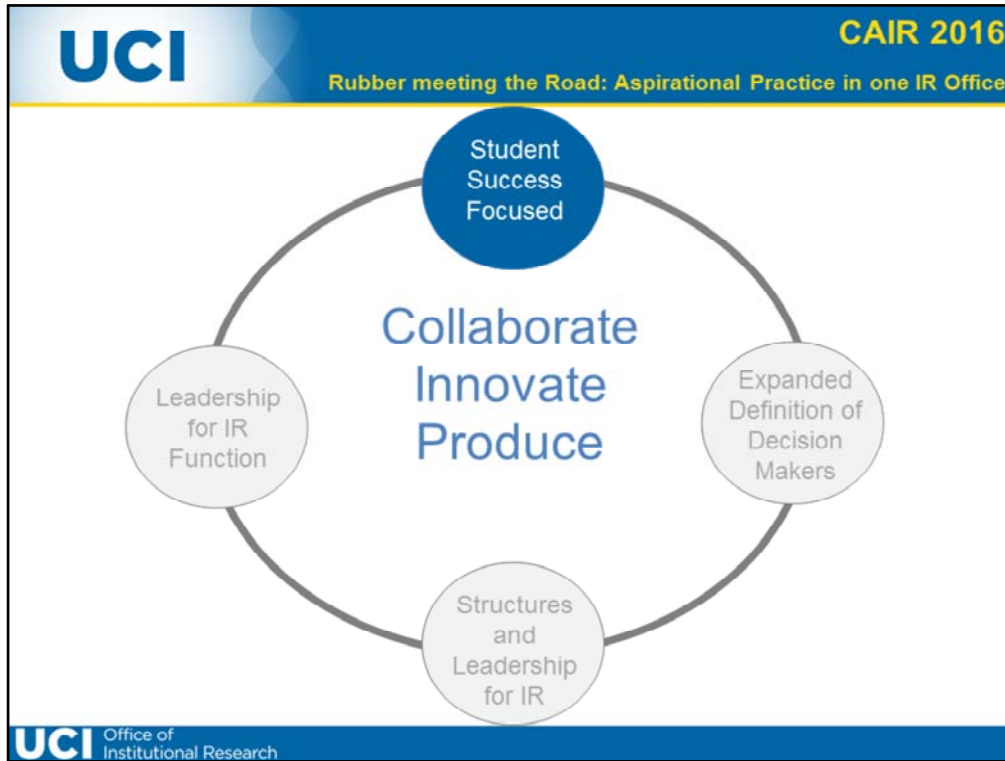 UCI
CAIR 2016
Rubber meeting the Road: Aspirational Practice in one IR Office
Student
Success
Focused
Collaborate
Innovate
Produce
Leadership
for IR
Function
Expanded
Definition of
Decision
Makers
Structures
and
Leadership
for IR
UCI
Office of
Institutional Research